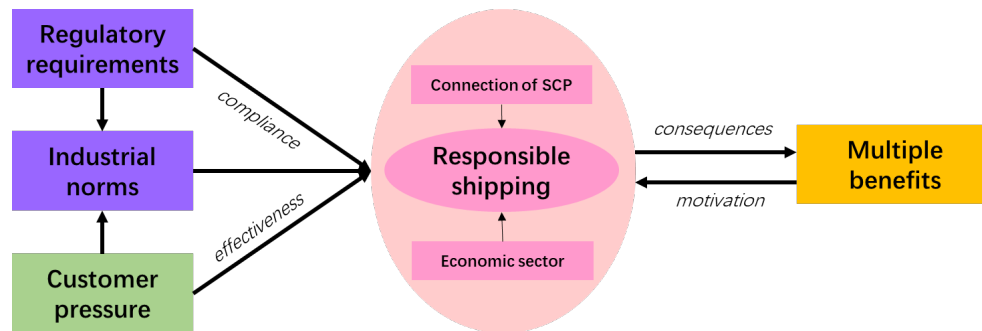 Regulatory
requirements
Industrial
norms
Customer
pressure
compliance
effectiveness
Connection of SCP
Responsible
shipping
Economic sector
consequences
motivation
Multiple
benefits